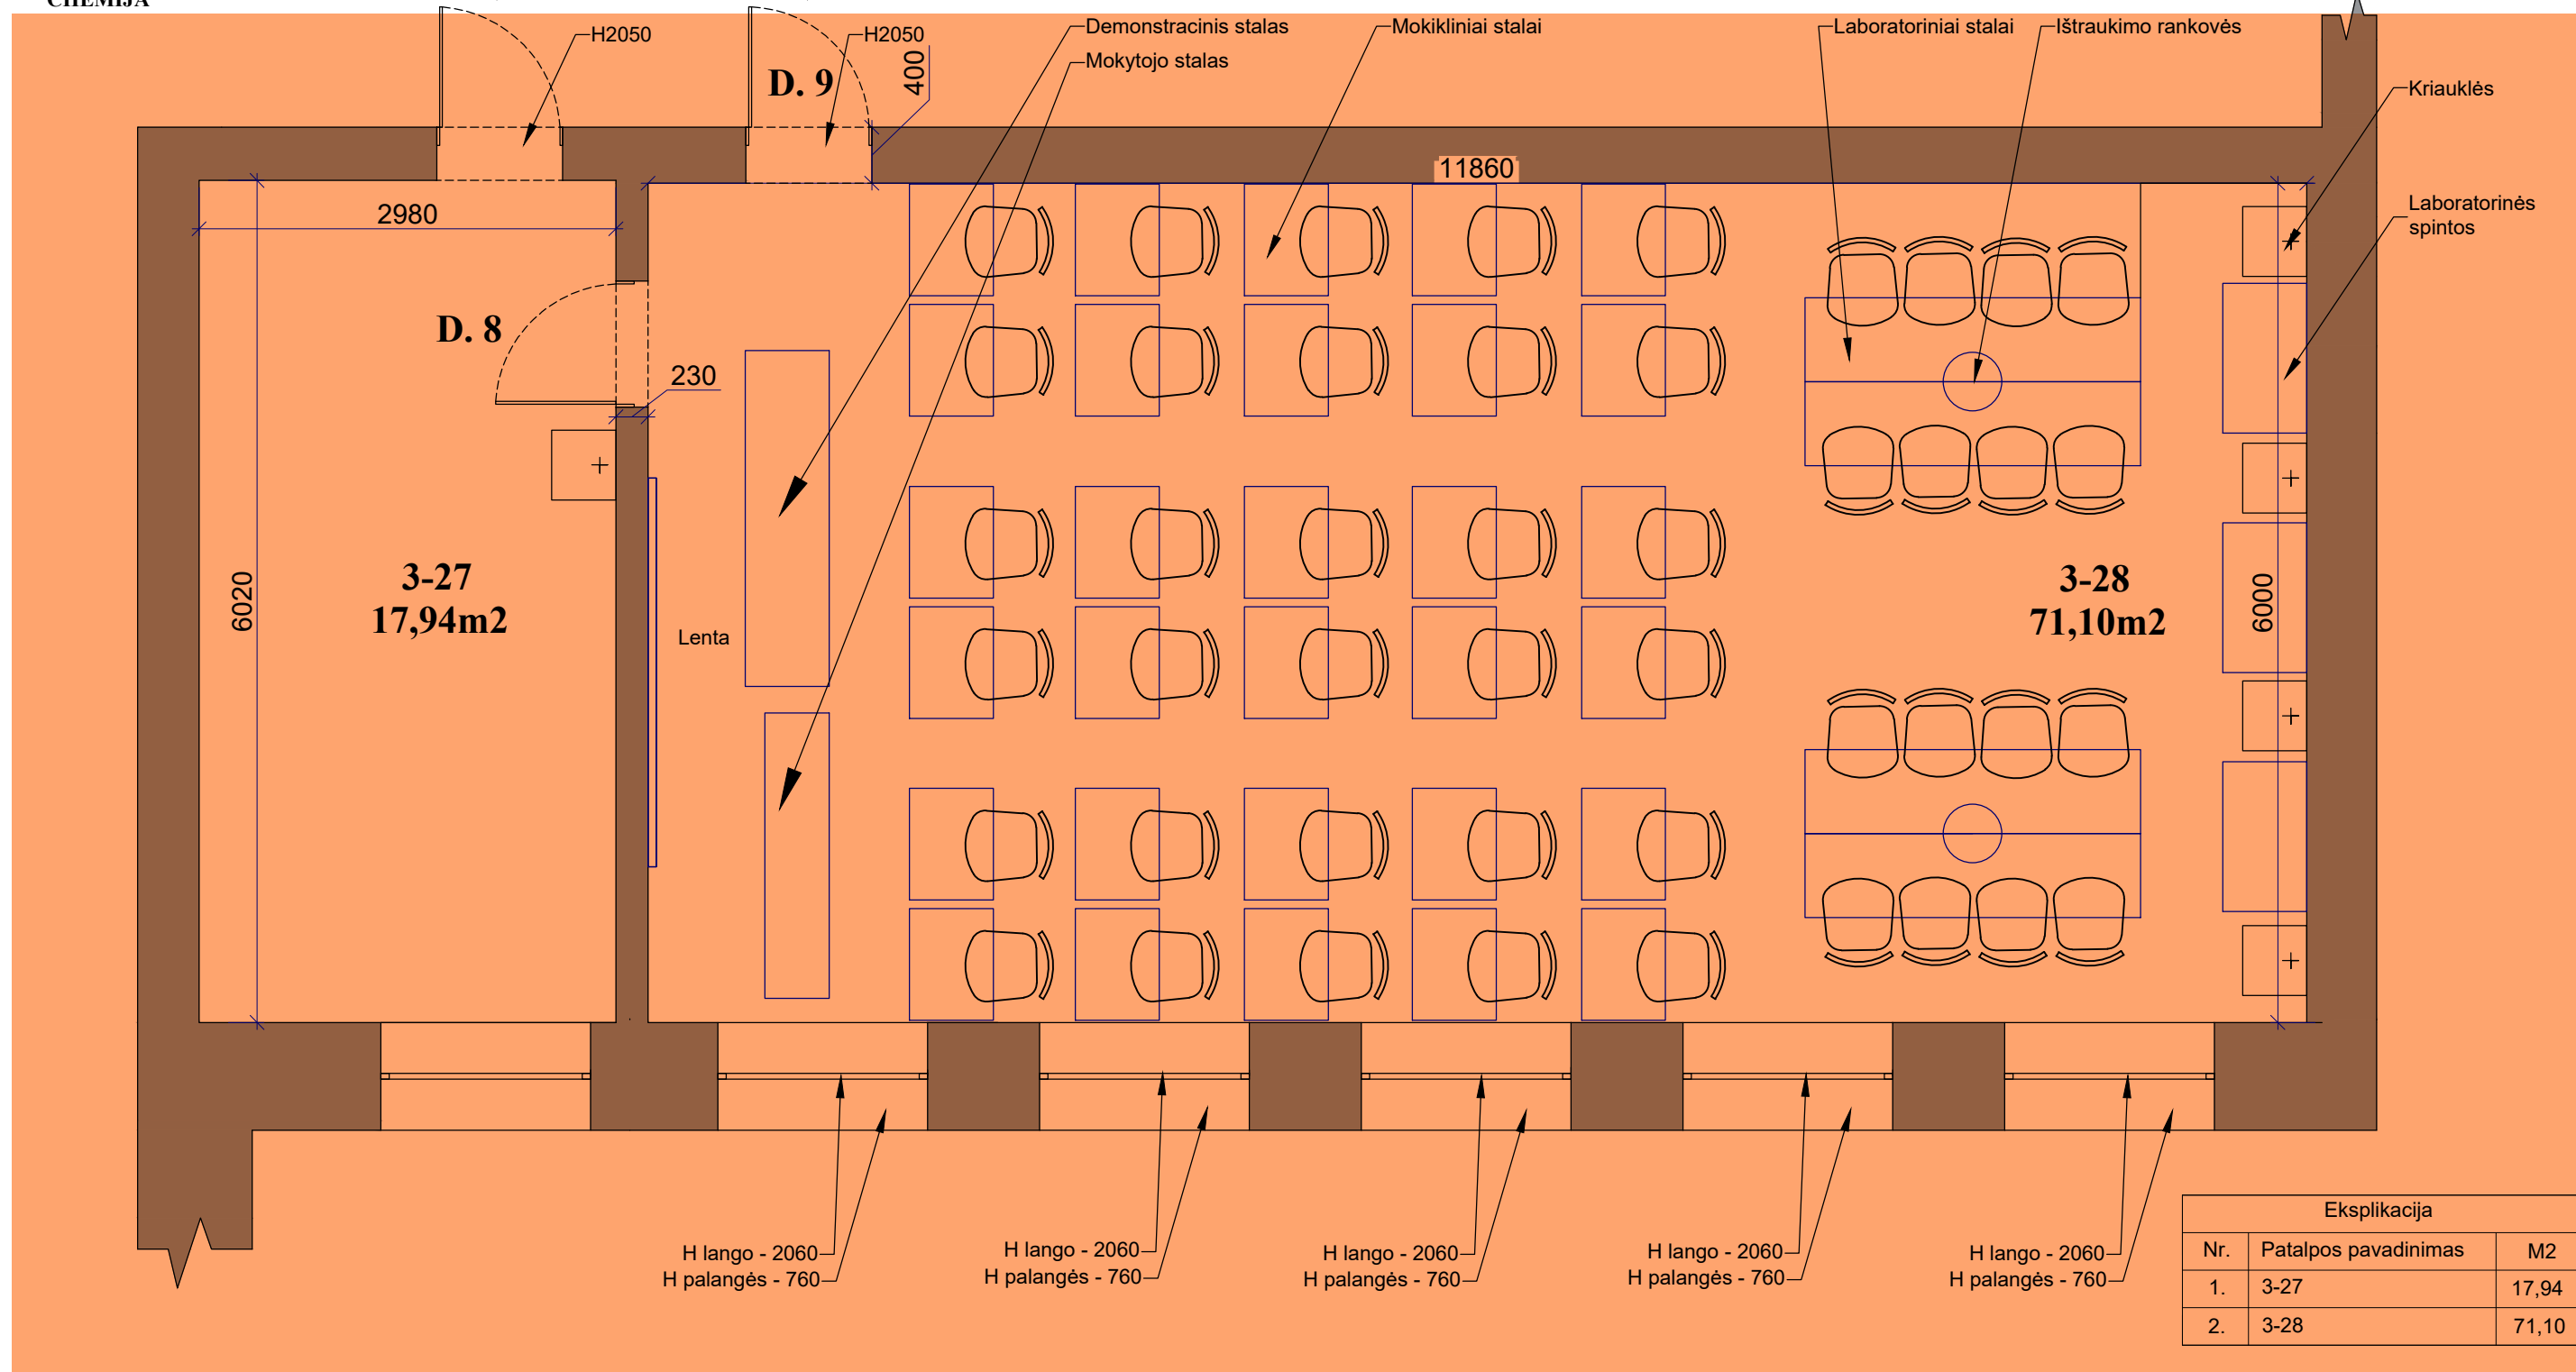 CHEMIJA
H2050
H2050
D. 9
400
Demonstracinis stalas
Mokytojo stalas
Mokikliniai stalai
Laboratoriniai stalai
Ištraukimo rankovės
Kriauklės
Laboratorinės
spintos
11860
2980
D. 8
230
6020
3-27
17,94m2
Lenta
3-28
71,10m2
6000
H lango - 2060
H palangės - 760
H lango - 2060
H palangės - 760
H lango - 2060
H palangės - 760
H lango - 2060
H palangės - 760
H lango - 2060
H palangės - 760
Eksplikacija
Nr. Patalpos pavadinimas M2
1. 3-27 17,94
2. 3-28 71,10